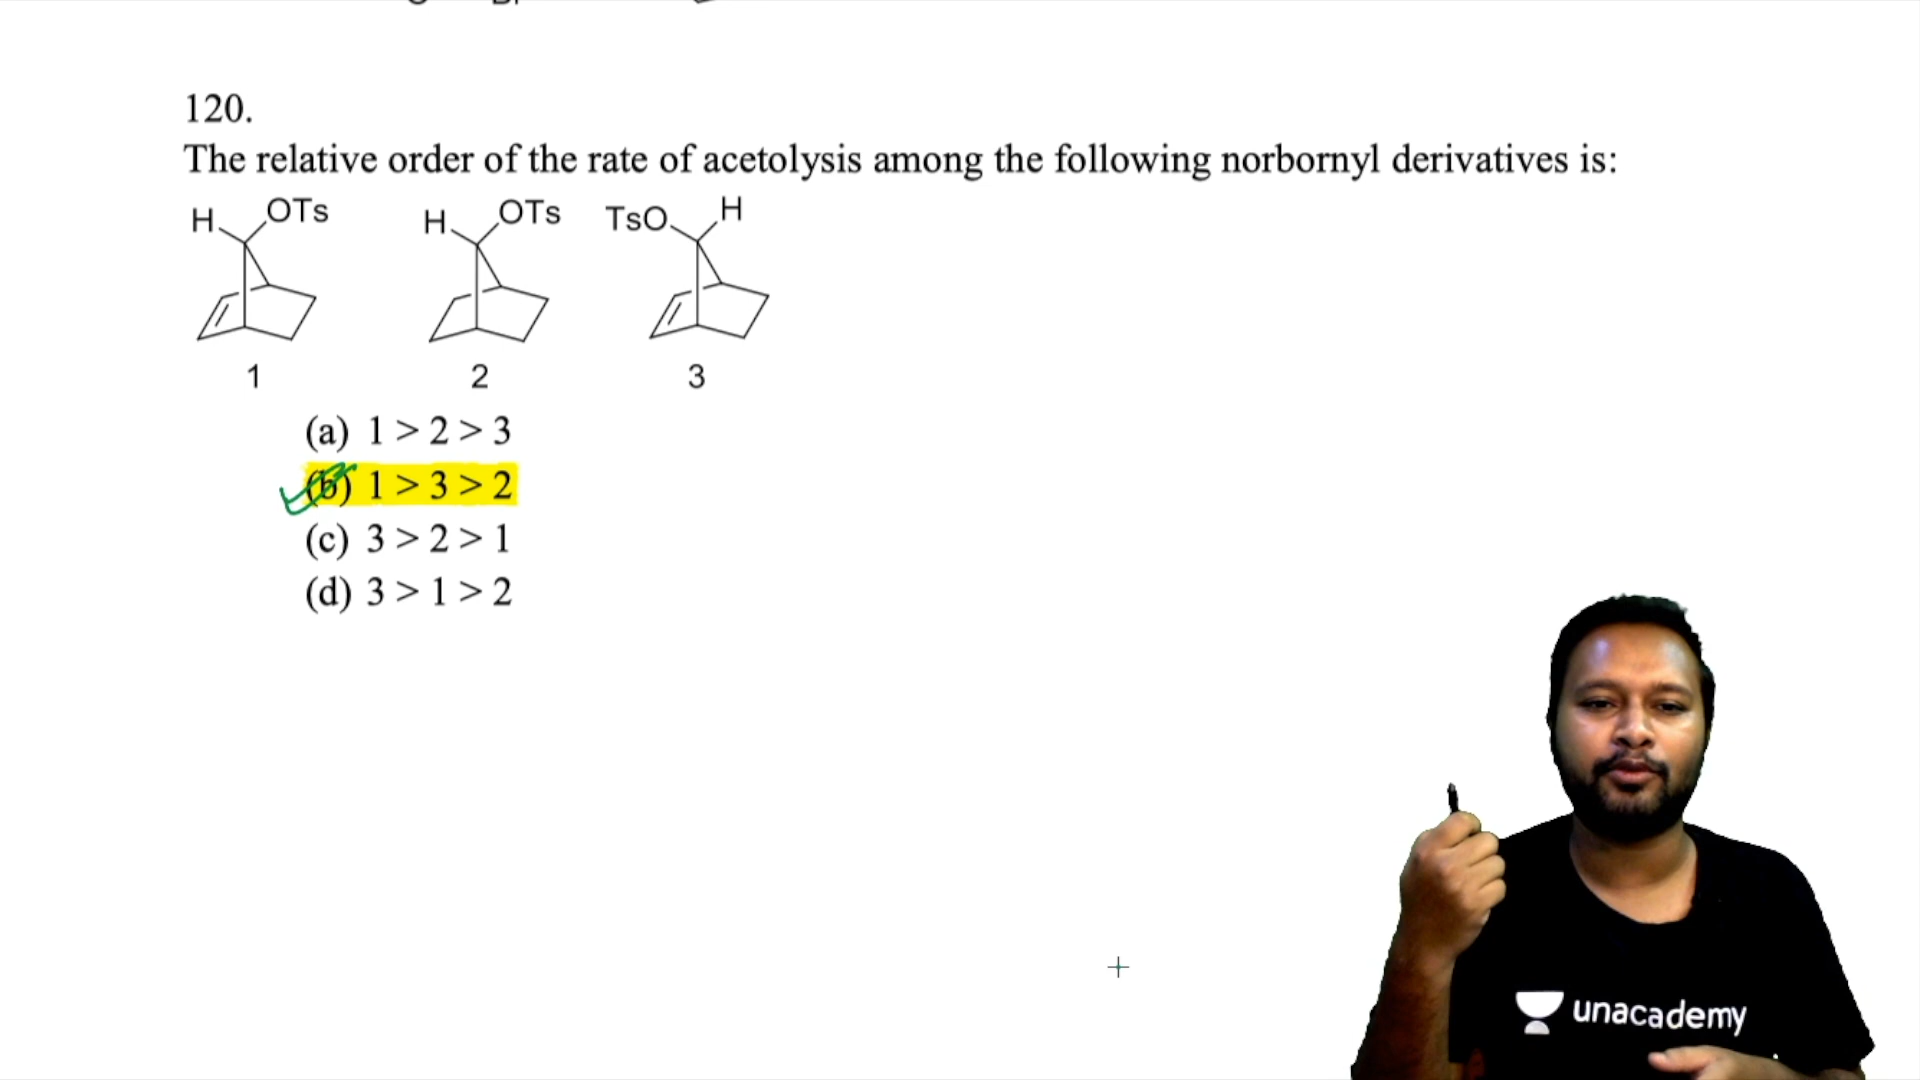 120.
The relative order of the rate of acetolysis among the following norbornyl derivatives is:
H OTs H OTs TsO H
1 2 3
(a) 1 > 2 > 3
(b) 1 > 3 > 2
(c) 3 > 2 > 1
(d) 3 > 1 > 2
unacademy